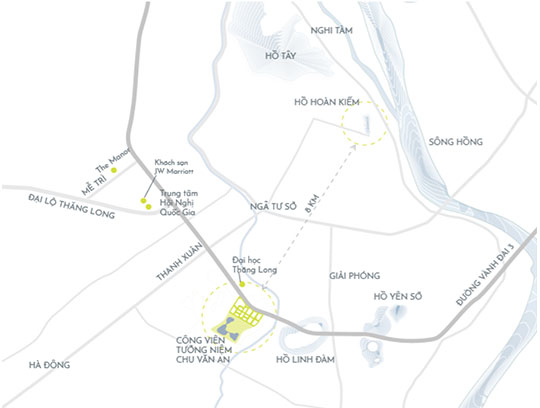 NGHI TÀM
HỒ TÂY
HỒ HOÀN KIẾM
SÔNG HỒNG
The Manor
MỄ TRÌ
Khách sạn
JW Marriott
Trung tâm
Hội Nghị
Quốc Gia
ĐẠI LỘ THĂNG LONG
NGÃ TƯ SỞ
8 KM
THANH XUÂN
Đại học
Thăng Long
GIẢI PHÓNG
ĐƯỜNG VÀNH ĐAI 3
HỒ YÊN SỞ
CÔNG VIÊN
TƯỞNG NIỆM
CHU VĂN AN
HỒ LINH ĐÀM
HÀ ĐÔNG